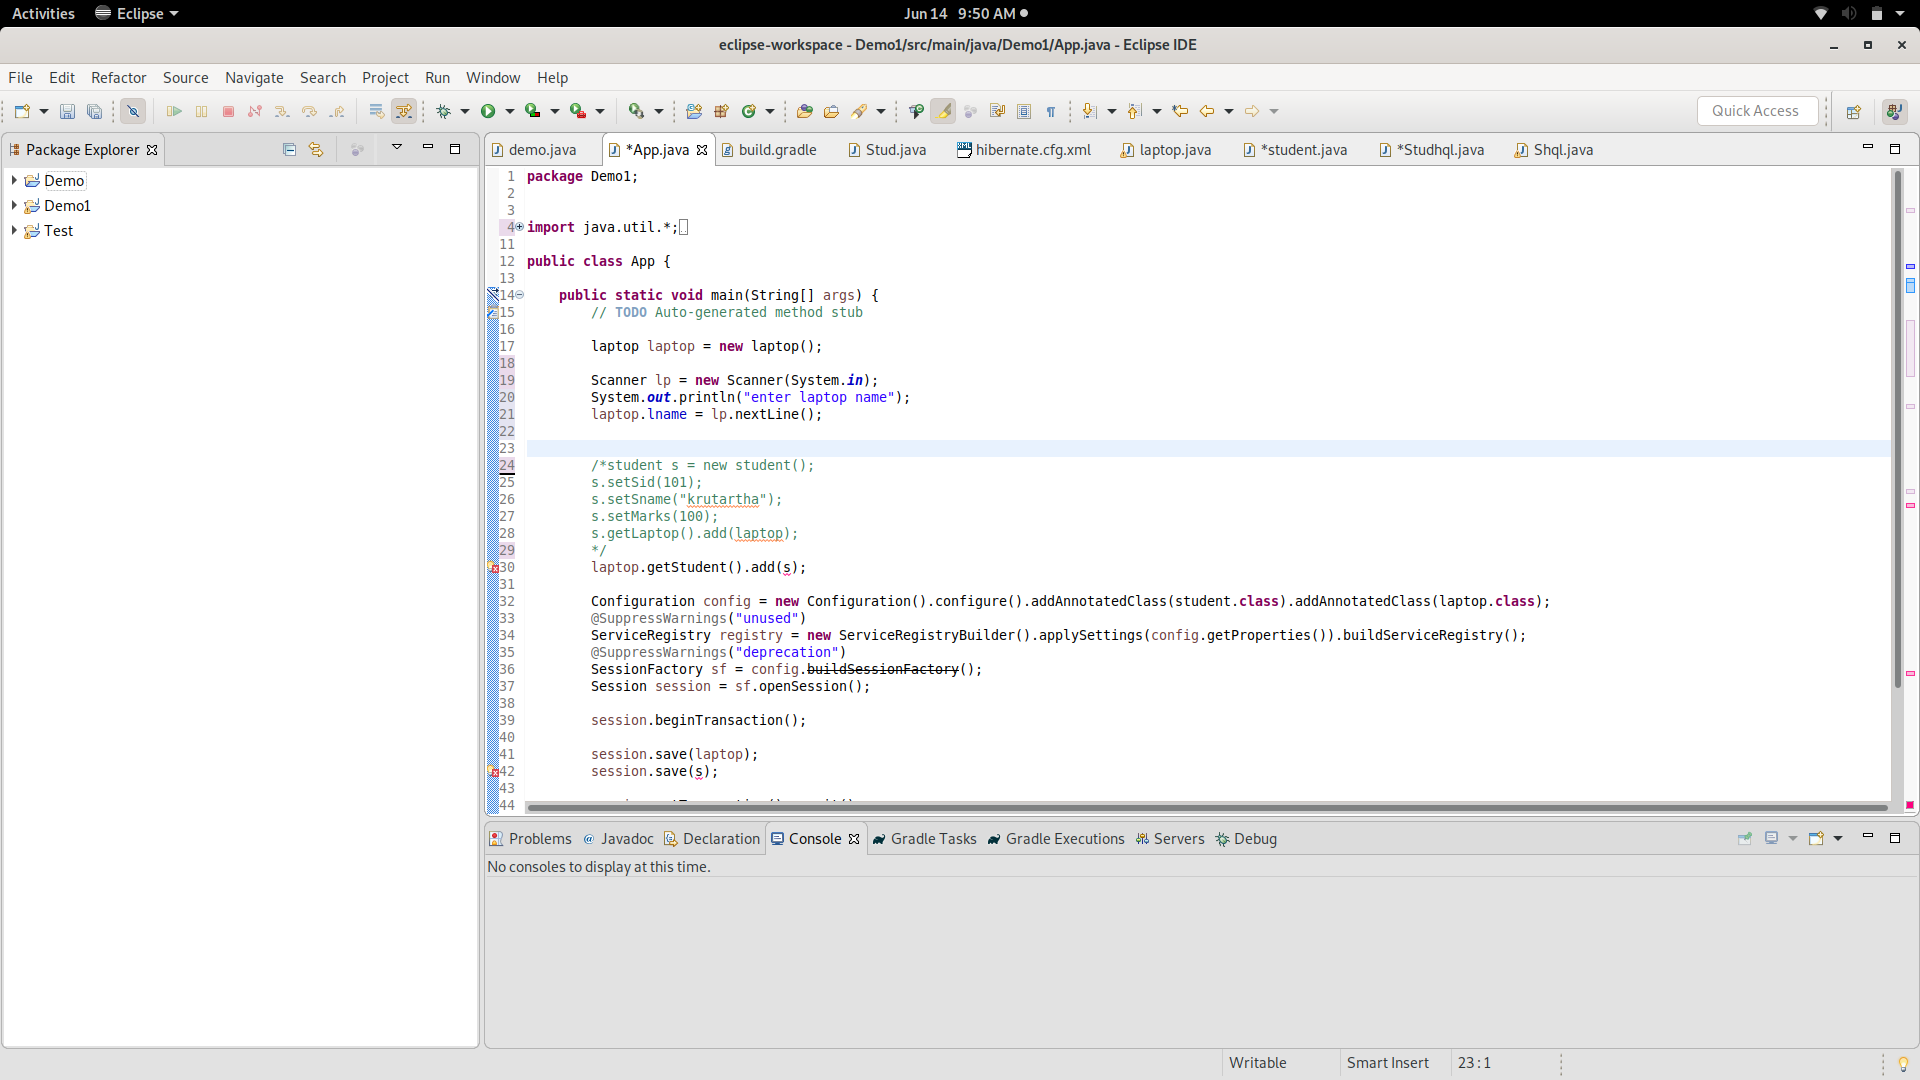 Activities Eclipse Jun 14 9:50 AM
eclipse-workspace - Demo1/src/main/java/Demo1/App.java - Eclipse IDE
File Edit Refactor Source Navigate Search Project Run Window Help
Quick Access
Package Explorer
Demo
Demo1
Test
demo.java *App.java build.gradle Stud.java hibernate.cfg.xml laptop.java *student.java *Studhql.java Shql.java
1 package Demo1;
2
3
4 import java.util.*;
11
12 public class App {
13
14 public static void main(String[] args) {
15 // TODO Auto-generated method stub
16
17 laptop laptop = new laptop();
18
19 Scanner lp = new Scanner(System.in);
20 System.out.println("enter laptop name");
21 laptop.lname = lp.nextLine();
22
23
24 /*student s = new student();
25 s.setSid(101);
26 s.setSname("krutartha");
27 s.setMarks(100);
28 s.getLaptop().add(laptop);
29 */
30 laptop.getStudent().add(s);
31
32 Configuration config = new Configuration().configure().addAnnotatedClass(student.class).addAnnotatedClass(laptop.class);
33 @SuppressWarnings("unused")
34 ServiceRegistry registry = new ServiceRegistryBuilder().applySettings(config.getProperties()).buildServiceRegistry();
35 @SuppressWarnings("deprecation")
36 SessionFactory sf = config.buildSessionFactory();
37 Session session = sf.openSession();
38
39 session.beginTransaction();
40
41 session.save(laptop);
42 session.save(s);
43
44
Problems Javadoc Declaration Console Gradle Tasks Gradle Executions Servers Debug
No consoles to display at this time.
Writable Smart Insert 23 : 1